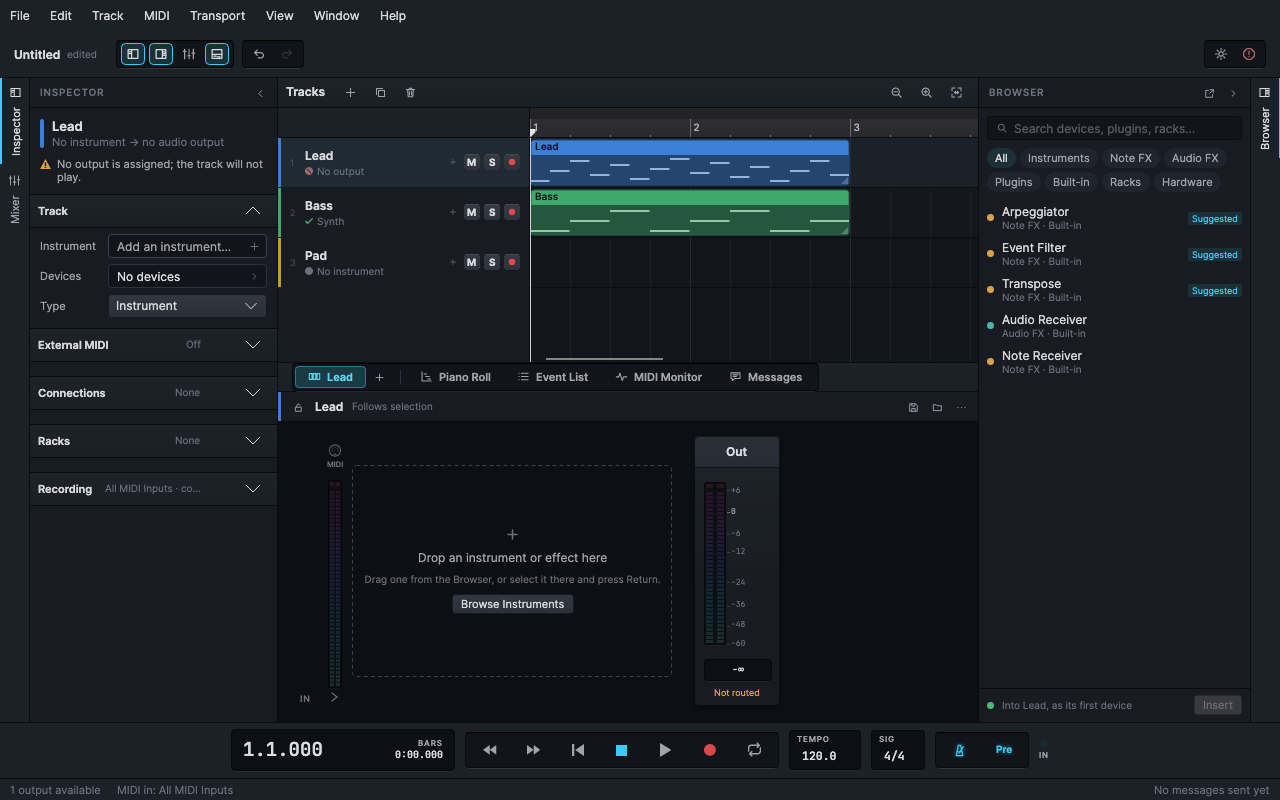 File Edit Track MIDI Transport View Window Help
Untitled edited
Inspector
Mixer
INSPECTOR
Lead
No instrument → no audio output
No output is assigned; the track will not
play.
Track
Instrument Add an instrument...
Devices No devices
Type Instrument
External MIDI Off
Connections None
Racks None
Recording All MIDI Inputs · co...
Tracks
1 2 3
1 Lead M S
No output
2 Bass M S
Synth
3 Pad M S
No instrument
Lead
Bass
Lead Piano Roll Event List MIDI Monitor Messages
Lead Follows selection
MIDI
IN
Drop an instrument or effect here
Drag one from the Browser, or select it there and press Return.
Browse Instruments
Out
+6
0
-6
-12
-24
-36
-48
-60
-∞
Not routed
BROWSER
Search devices, plugins, racks...
All Instruments Note FX Audio FX
Plugins Built-in Racks Hardware
Arpeggiator
Note FX · Built-in
Suggested
Event Filter
Note FX · Built-in
Suggested
Transpose
Note FX · Built-in
Suggested
Audio Receiver
Audio FX · Built-in
Note Receiver
Note FX · Built-in
Into Lead, as its first device Insert
Browser
1.1.000 BARS
0:00.000
TEMPO
120.0
SIG
4/4
Pre
IN
1 output available MIDI in: All MIDI Inputs No messages sent yet